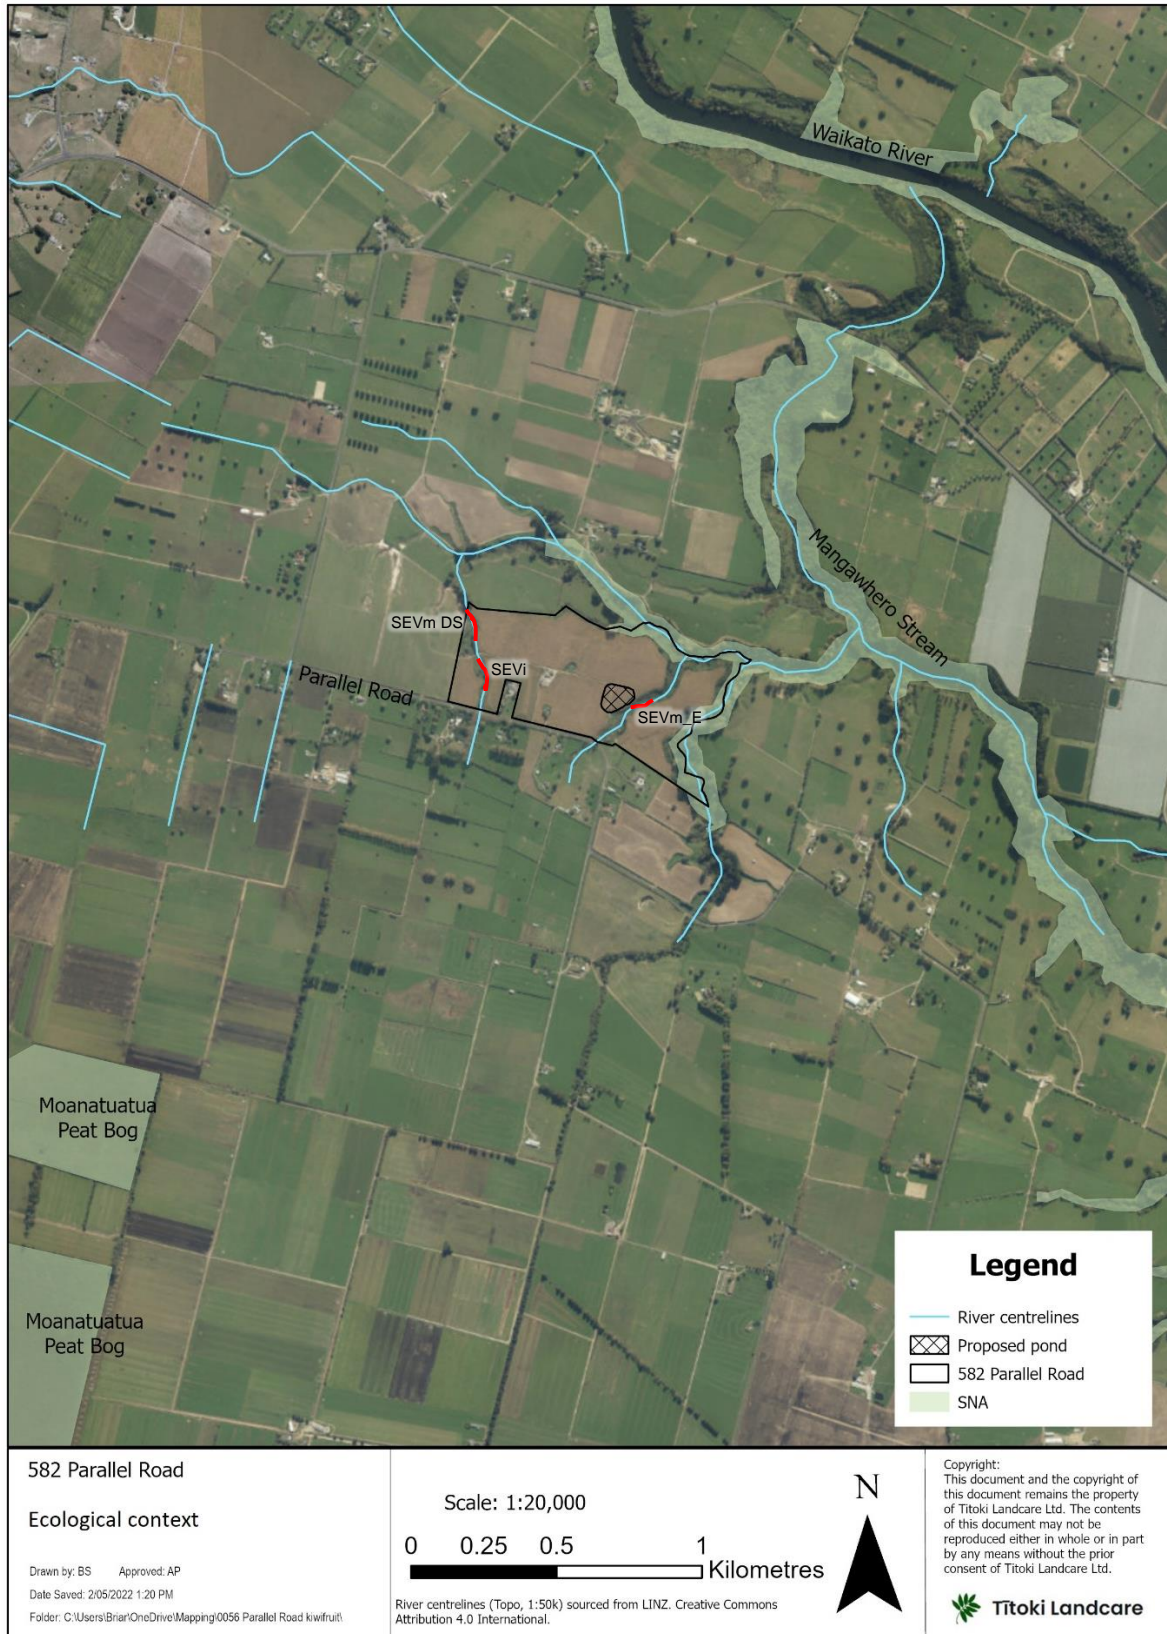 Waikato River
Mangawhero Stream
SEVm DS
SEVi
Parallel Road
SEVm_E
Moanatuatua
Peat Bog
Moanatuatua
Peat Bog
Legend
River centrelines
Proposed pond
582 Parallel Road
SNA
582 Parallel Road
Ecological context
Drawn by: BS Approved: AP
Date Saved: 2/05/2022 1:20 PM
Folder: C:\Users\Briar\OneDrive\Mapping\0056 Parallel Road kiwifruit\
Scale: 1:20,000
0 0.25 0.5 1
Kilometres
River centrelines (Topo, 1:50k) sourced from LINZ. Creative Commons
Attribution 4.0 International.
N
Copyright:
This document and the copyright of
this document remains the property
of Titoki Landcare Ltd. The contents
of this document may not be
reproduced either in whole or in part
by any means without the prior
consent of Titoki Landcare Ltd.
Tītoki Landcare